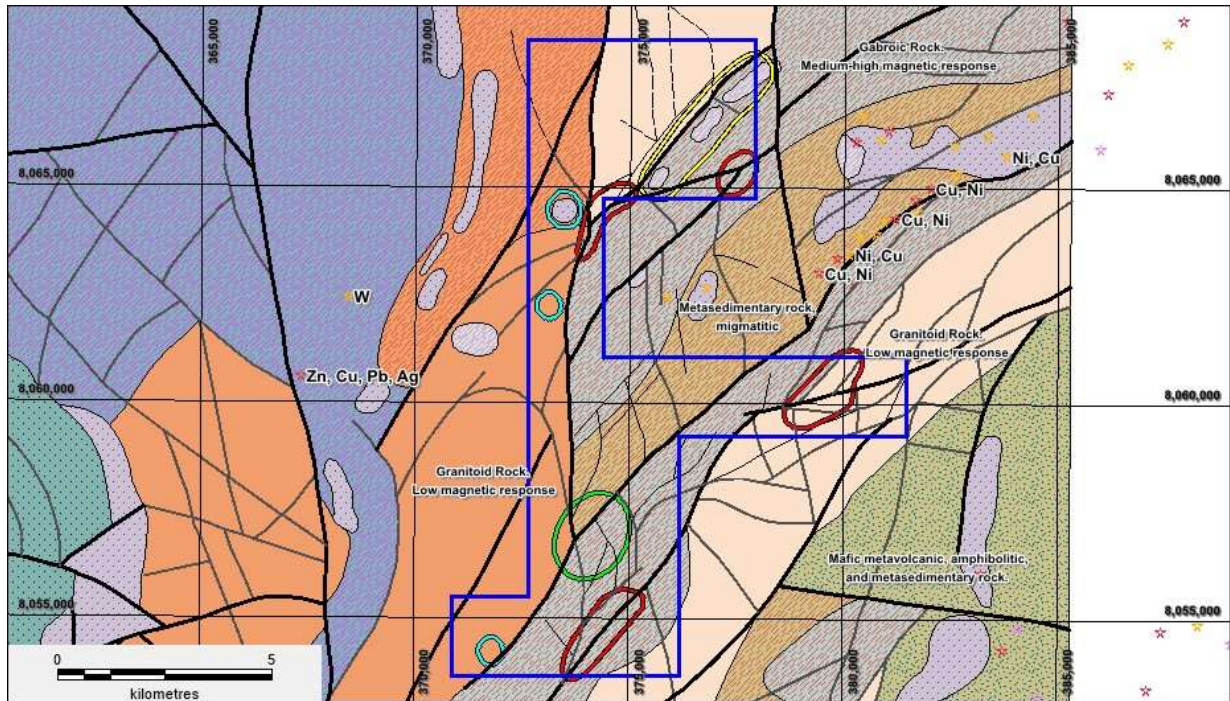 365,000
370,000
375,000
385,000
Gabroic Rock.
Medium-high magnetic response
8,065,000
8,065,000
Ni, Cu
Cu, Ni
Cu, Ni
Ni, Cu
Cu, Ni
W
Metasedimentary rock,
migmatitic
Granitoid Rock.
Low magnetic response
Zn, Cu, Pb, Ag
8,060,000
8,060,000
Granitoid Rock.
Low magnetic response
Mafic metavolcanic, amphibolitic,
and metasedimentary rock.
8,055,000
8,055,000
0 5
kilometres
370,000
375,000
380,000
385,000